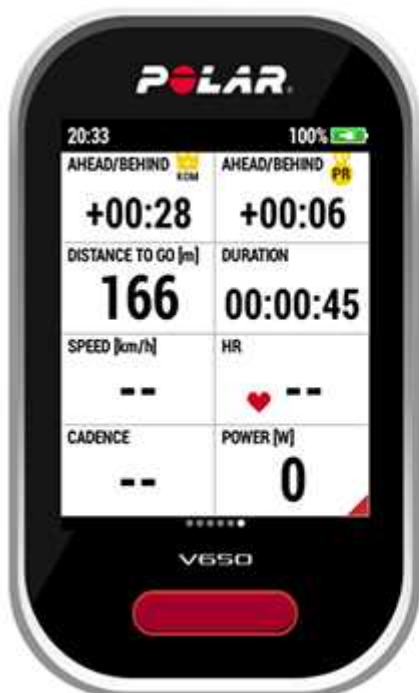 POLAR
20:33 100%
AHEAD/BEHIND KOM AHEAD/BEHIND PR
+00:28 +00:06
DISTANCE TO GO [m] DURATION
166 00:00:45
SPEED [km/h] HR
-- --
CADENCE POWER [W]
-- 0
V650